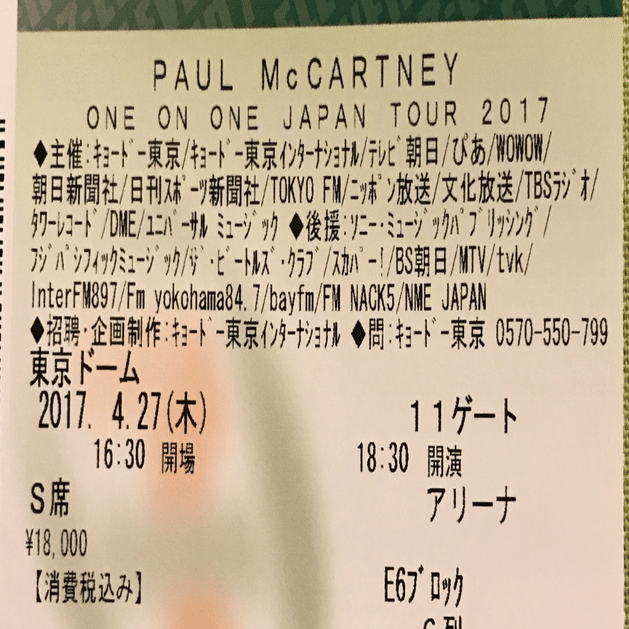 PAUL McCARTNEY
ONE ON ONE JAPAN TOUR 2017
◆主催:ｷｮｰﾄﾞｰ東京/ｷｮｰﾄﾞｰ東京ｲﾝﾀｰﾅｼｮﾅﾙ/ﾃﾚﾋﾞ朝日/ぴあ/WOWOW/
朝日新聞社/日刊ｽﾎﾟｰﾂ新聞社/TOKYO FM/ﾆｯﾎﾟﾝ放送/文化放送/TBSﾗｼﾞｵ/
ﾀﾜｰﾚｺｰﾄﾞ/DME/ﾕﾆﾊﾞｰｻﾙ ﾐｭｰｼﾞｯｸ ◆後援:ｿﾆｰ･ﾐｭｰｼﾞｯｸﾊﾟﾌﾞﾘｯｼﾝｸﾞ/
ﾌｼﾞﾊﾟｼﾌｨｯｸﾐｭｰｼﾞｯｸ/ｻﾞ･ﾋﾞｰﾄﾙｽﾞ･ｸﾗﾌﾞ/ｽｶﾊﾟｰ!/BS朝日/MTV/tvk/
InterFM897/Fm yokohama84.7/bayfm/FM NACK5/NME JAPAN
◆招聘･企画制作:ｷｮｰﾄﾞｰ東京ｲﾝﾀｰﾅｼｮﾅﾙ ◆問:ｷｮｰﾄﾞｰ東京 0570-550-799
東京ドーム
2017. 4.27(木) 11ゲート
16:30 開場 18:30 開演
S席 アリーナ
¥18,000
【消費税込み】 E6ﾌﾞﾛｯｸ